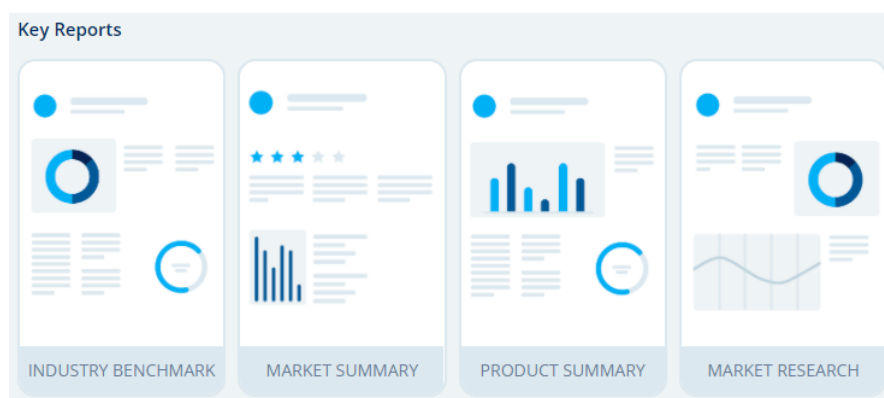 Key Reports
INDUSTRY BENCHMARK
MARKET SUMMARY
PRODUCT SUMMARY
MARKET RESEARCH